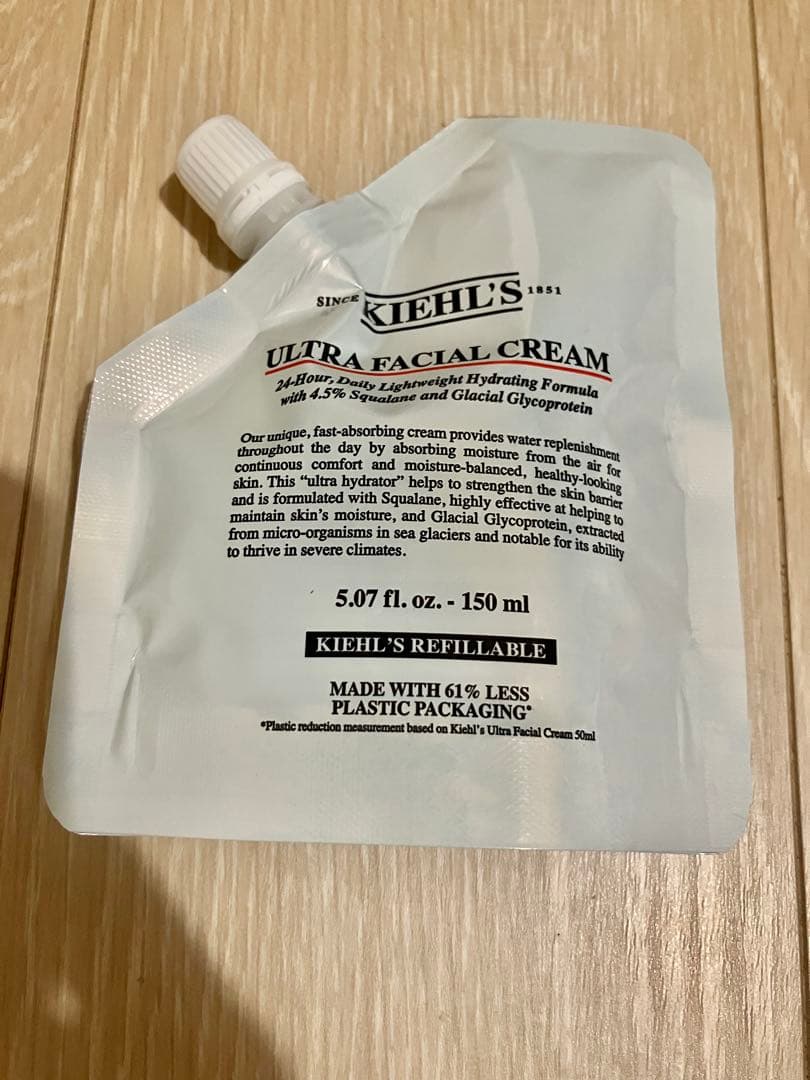 SINCE KIEHL'S 1851
ULTRA FACIAL CREAM
24-Hour, Daily Lightweight Hydrating Formula
with 4.5% Squalane and Glacial Glycoprotein
Our unique, fast-absorbing cream provides water replenishment
throughout the day by absorbing moisture from the air for
continuous comfort and moisture-balanced, healthy-looking
skin. This “ultra hydrator” helps to strengthen the skin barrier
and is formulated with Squalane, highly effective at helping to
maintain skin’s moisture, and Glacial Glycoprotein, extracted
from micro-organisms in sea glaciers and notable for its ability
to thrive in severe climates.
5.07 fl. oz. - 150 ml
KIEHL'S REFILLABLE
MADE WITH 61% LESS
PLASTIC PACKAGING*
*Plastic reduction measurement based on Kiehl's Ultra Facial Cream 50ml